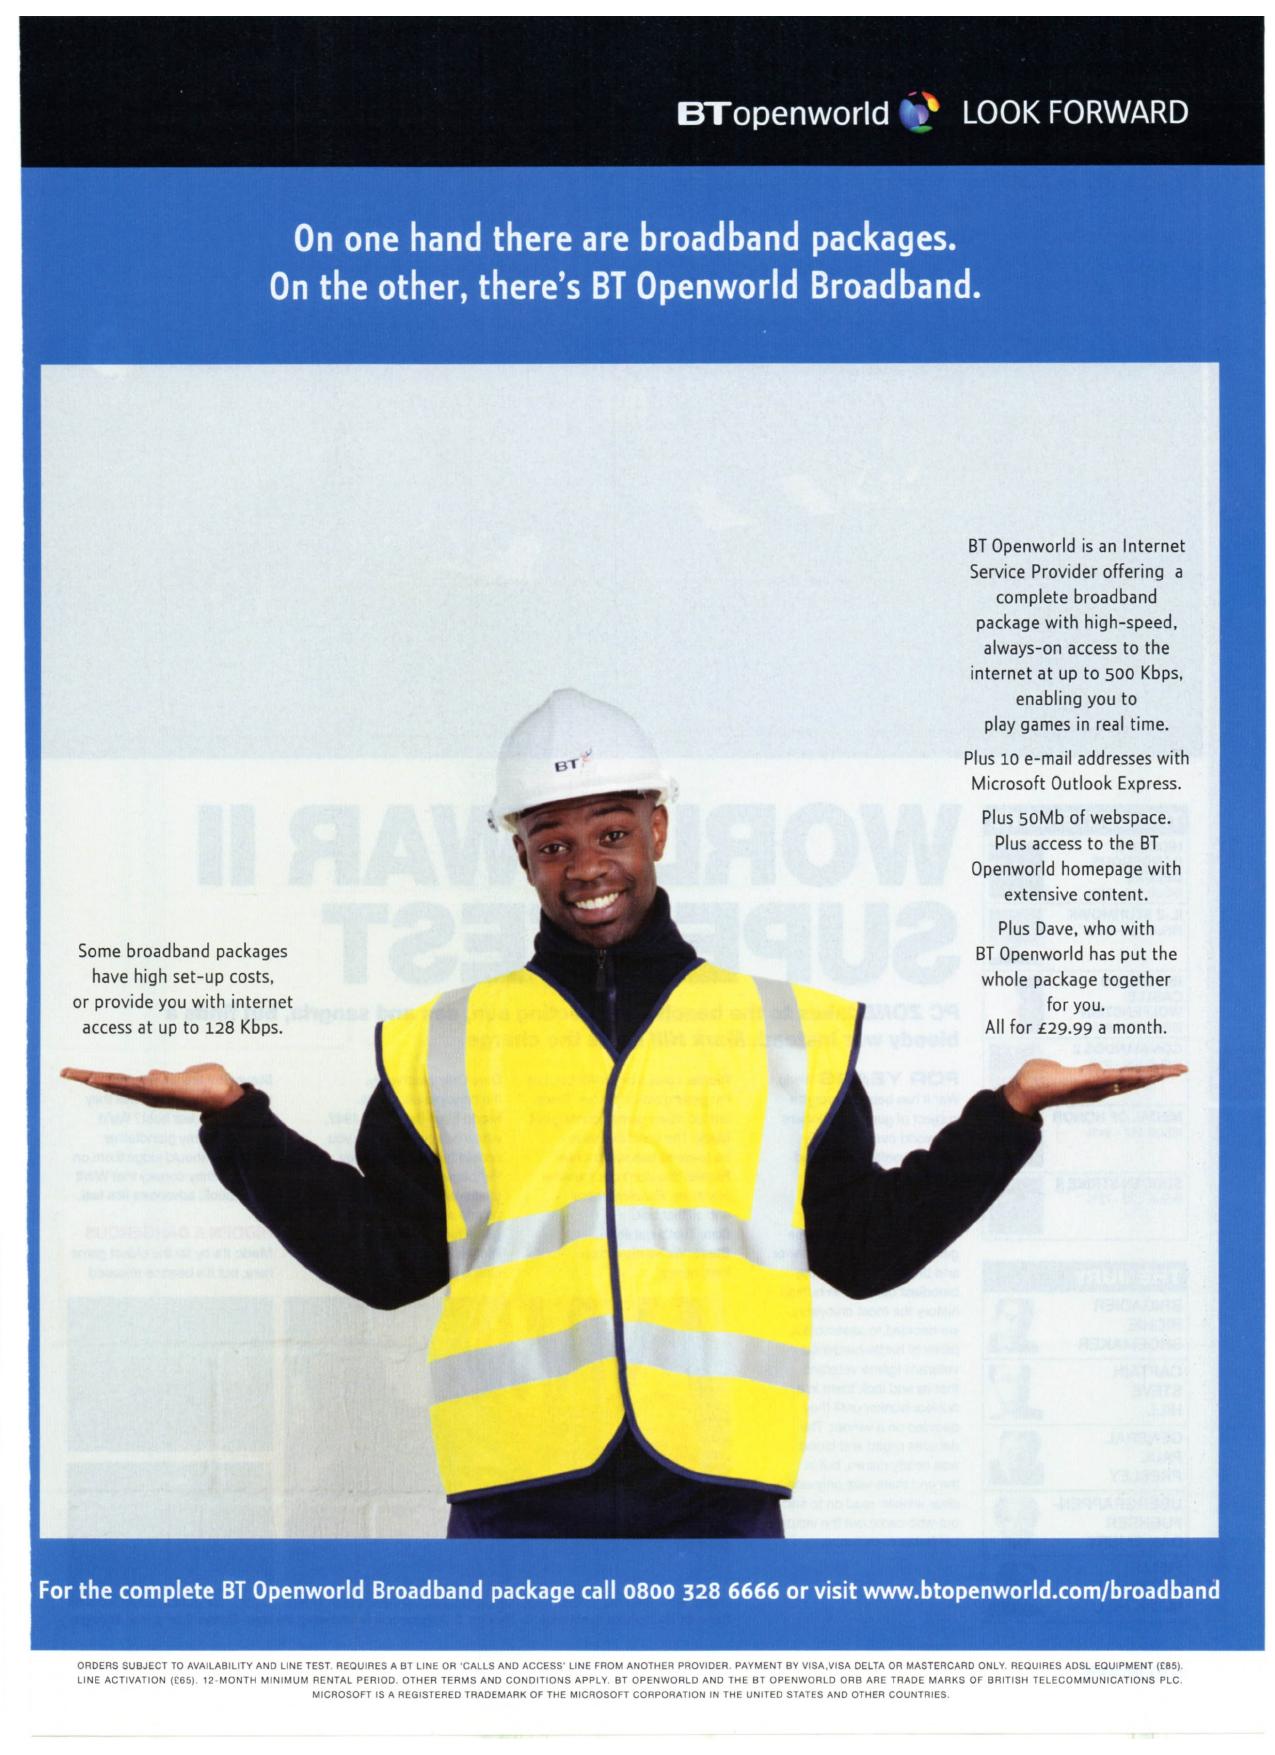 BT openworld LOOK FORWARD
On one hand there are broadband packages.
On the other, there's BT Openworld Broadband.
BT Openworld is an Internet
Service Provider offering a
complete broadband
package with high-speed,
always-on access to the
internet at up to 500 Kbps,
enabling you to
play games in real time.
Plus 10 e-mail addresses with
Microsoft Outlook Express.
Plus 50Mb of webspace.
Plus access to the BT
Openworld homepage with
extensive content.
Plus Dave, who with
BT Openworld has put the
whole package together
for you.
All for £29.99 a month.
BT
Some broadband packages
have high set-up costs,
or provide you with internet
access at up to 128 Kbps.
For the complete BT Openworld Broadband package call 0800 328 6666 or visit www.btopenworld.com/broadband
ORDERS SUBJECT TO AVAILABILITY AND LINE TEST. REQUIRES A BT LINE OR 'CALLS AND ACCESS' LINE FROM ANOTHER PROVIDER. PAYMENT BY VISA,VISA DELTA OR MASTERCARD ONLY. REQUIRES ADSL EQUIPMENT (£85).
LINE ACTIVATION (£65). 12-MONTH MINIMUM RENTAL PERIOD. OTHER TERMS AND CONDITIONS APPLY. BT OPENWORLD AND THE BT OPENWORLD ORB ARE TRADE MARKS OF BRITISH TELECOMMUNICATIONS PLC.
MICROSOFT IS A REGISTERED TRADEMARK OF THE MICROSOFT CORPORATION IN THE UNITED STATES AND OTHER COUNTRIES.